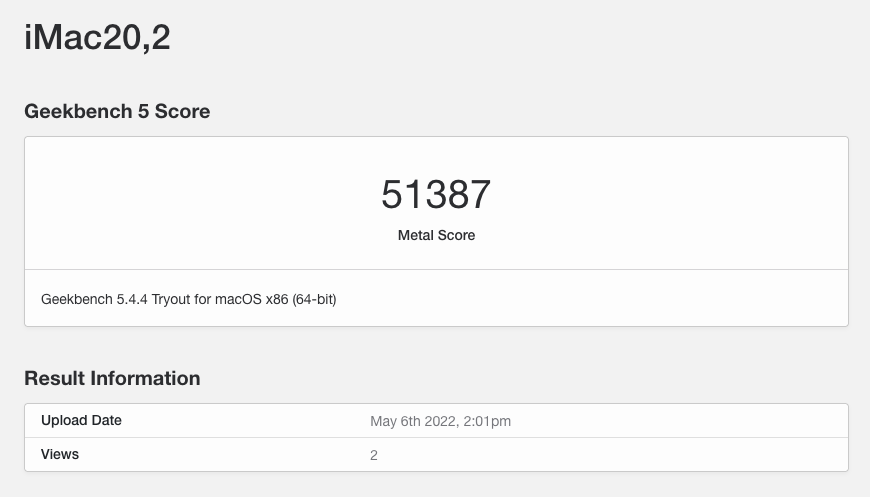 iMac20,2
Geekbench 5 Score
51387
Metal Score
Geekbench 5.4.4 Tryout for macOS x86 (64-bit)
Result Information
Upload Date May 6th 2022, 2:01pm
Views 2